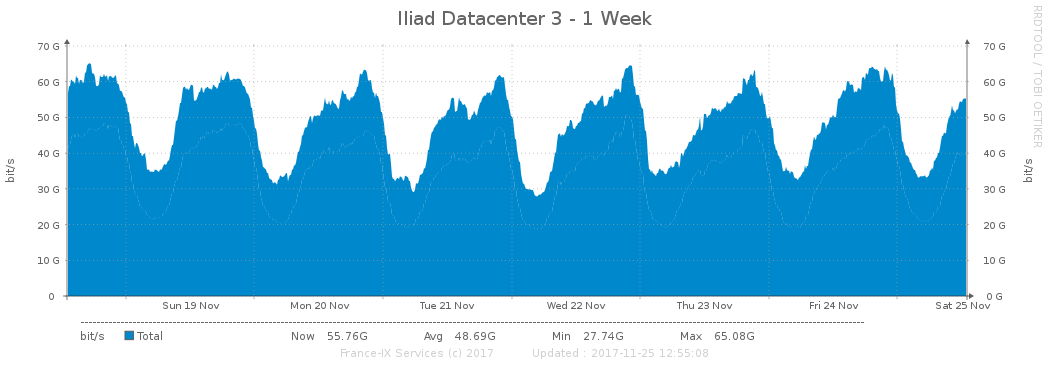 Iliad Datacenter 3 - 1 Week
RRDTOOL / TOBI OETIKER
70 G 70 G
60 G 60 G
50 G 50 G
40 G 40 G
30 G 30 G
20 G 20 G
10 G 10 G
0 0 G
bit/s bit/s
Sun 19 Nov Mon 20 Nov Tue 21 Nov Wed 22 Nov Thu 23 Nov Fri 24 Nov Sat 25 Nov
bit/s Total Now 55.76G Avg 48.69G Min 27.74G Max 65.08G
France-IX Services (c) 2017 Updated : 2017-11-25 12:55:08